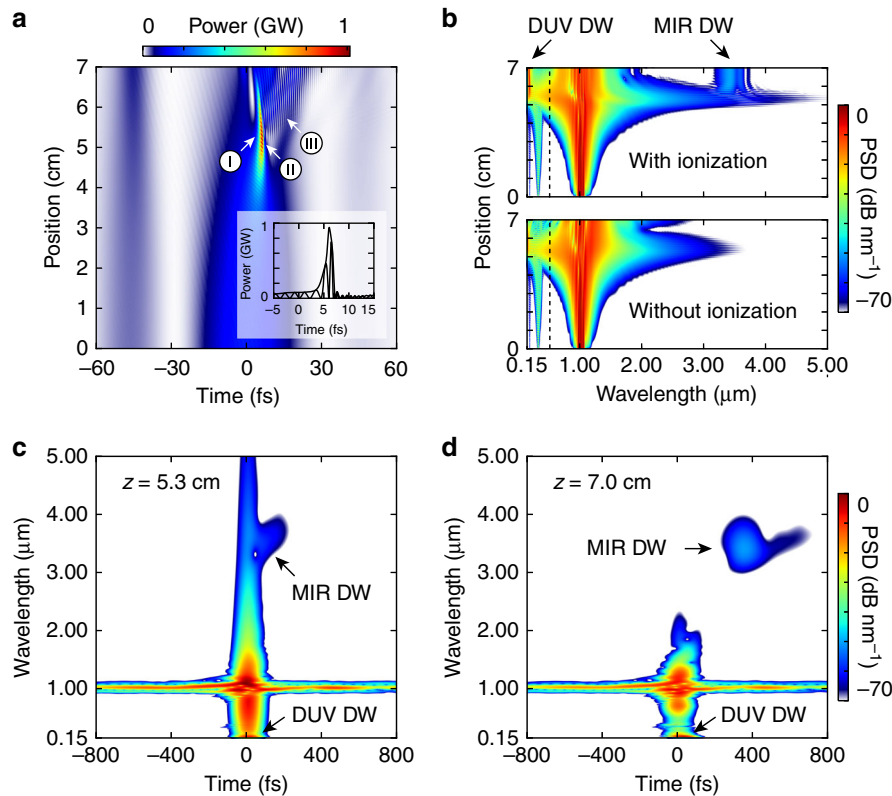 a
0 Power (GW) 1
7
6
5
4
3
2
1
0
Position (cm)
I
II
III
Power (GW)
1
0
–5 0 5 10 15
Time (fs)
–60 –30 0 30 60
Time (fs)
b
DUV DW MIR DW
7
0
Position (cm)
With ionization
7
0
Position (cm)
Without ionization
0.15 1.00 2.00 3.00 4.00 5.00
Wavelength (μm)
0
–70
PSD (dB nm–1)
c
5.00
4.00
3.00
2.00
1.00
0.15
Wavelength (μm)
z = 5.3 cm
MIR DW
DUV DW
–800 –400 0 400 800
Time (fs)
d
5.00
4.00
3.00
2.00
1.00
0.15
Wavelength (μm)
z = 7.0 cm
MIR DW
DUV DW
–800 –400 0 400 800
Time (fs)
0
–70
PSD (dB nm–1)